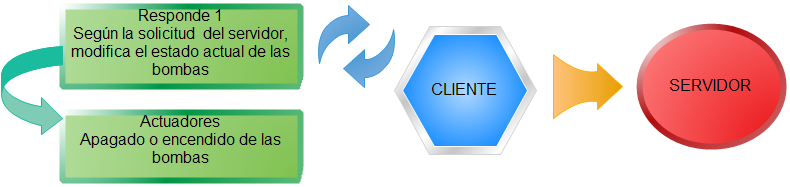 Responde 1
Según la solicitud del servidor,
modifica el estado actual de las
bombas
Actuadores
Apagado o encendido de las
bombas
CLIENTE
SERVIDOR